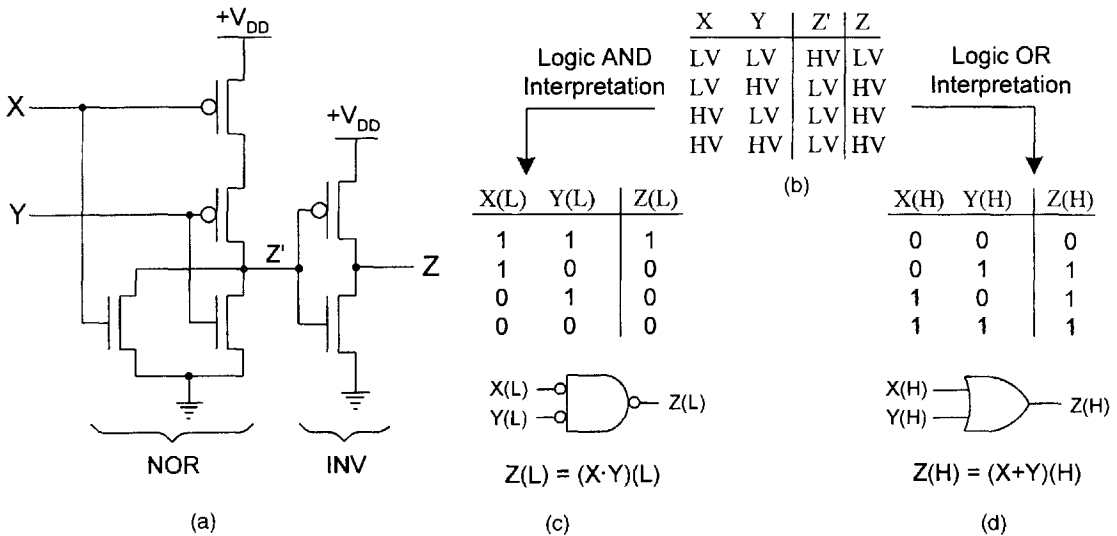 +V_DD
X
Y
+V_DD
Z'
Z
NOR
INV
(a)
X Y Z' Z
LV LV HV LV
LV HV LV HV
HV LV LV HV
HV HV LV HV
(b)
Logic AND
Interpretation
Logic OR
Interpretation
X(L) Y(L) Z(L)
1 1 1
1 0 0
0 1 0
0 0 0
X(L)
Y(L)
Z(L)
Z(L) = (X·Y)(L)
(c)
X(H) Y(H) Z(H)
0 0 0
0 1 1
1 0 1
1 1 1
X(H)
Y(H)
Z(H)
Z(H) = (X+Y)(H)
(d)